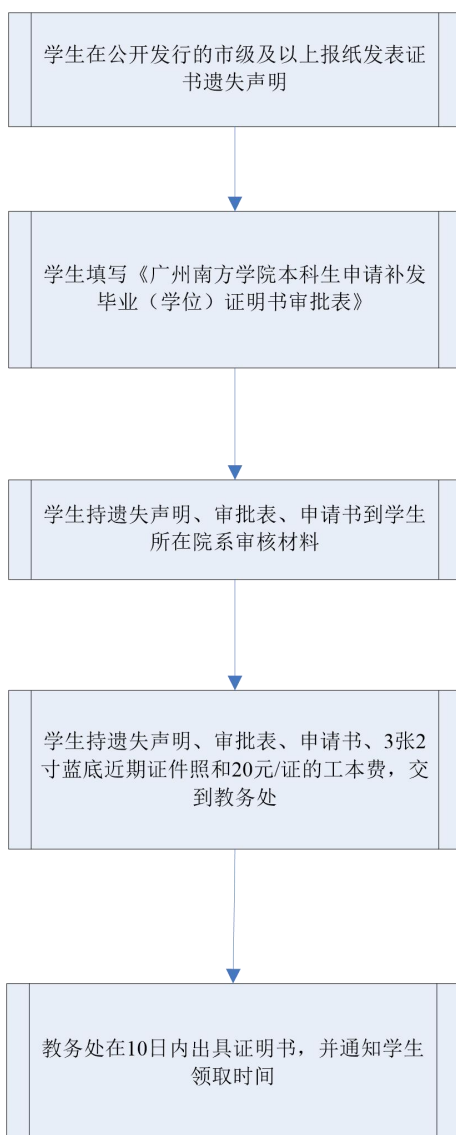 学生在公开发行的市级及以上报纸发表证
书遗失声明
学生填写《广州南方学院本科生申请补发
毕业（学位）证明书审批表》
学生持遗失声明、审批表、申请书到学生
所在院系审核材料
学生持遗失声明、审批表、申请书、3张2
寸蓝底近期证件照和20元/证的工本费，交
到教务处
教务处在10日内出具证明书，并通知学生
领取时间